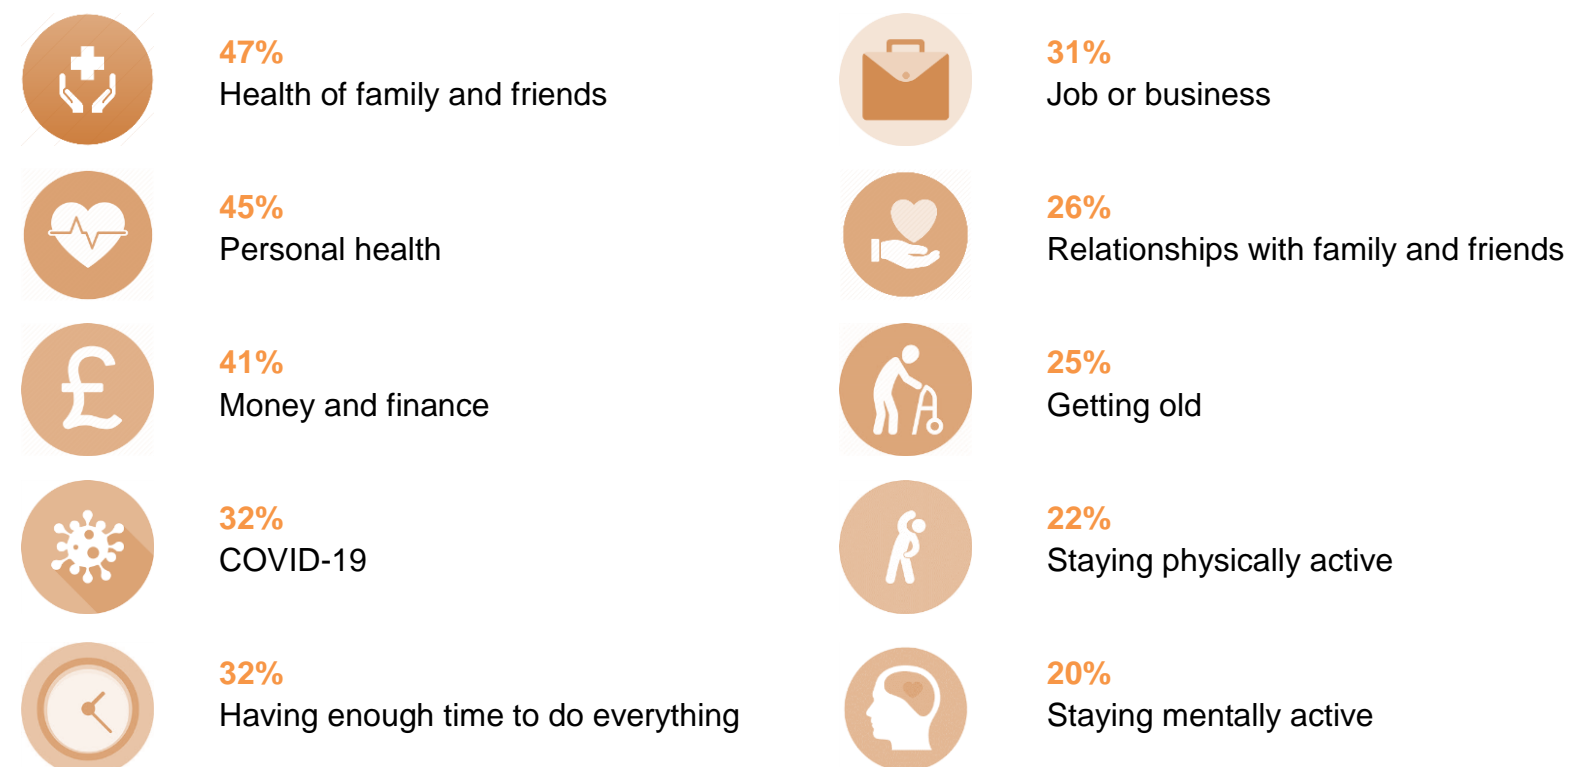 47%
Health of family and friends
45%
Personal health
£
41%
Money and finance
32%
COVID-19
32%
Having enough time to do everything
31%
Job or business
26%
Relationships with family and friends
25%
Getting old
22%
Staying physically active
20%
Staying mentally active